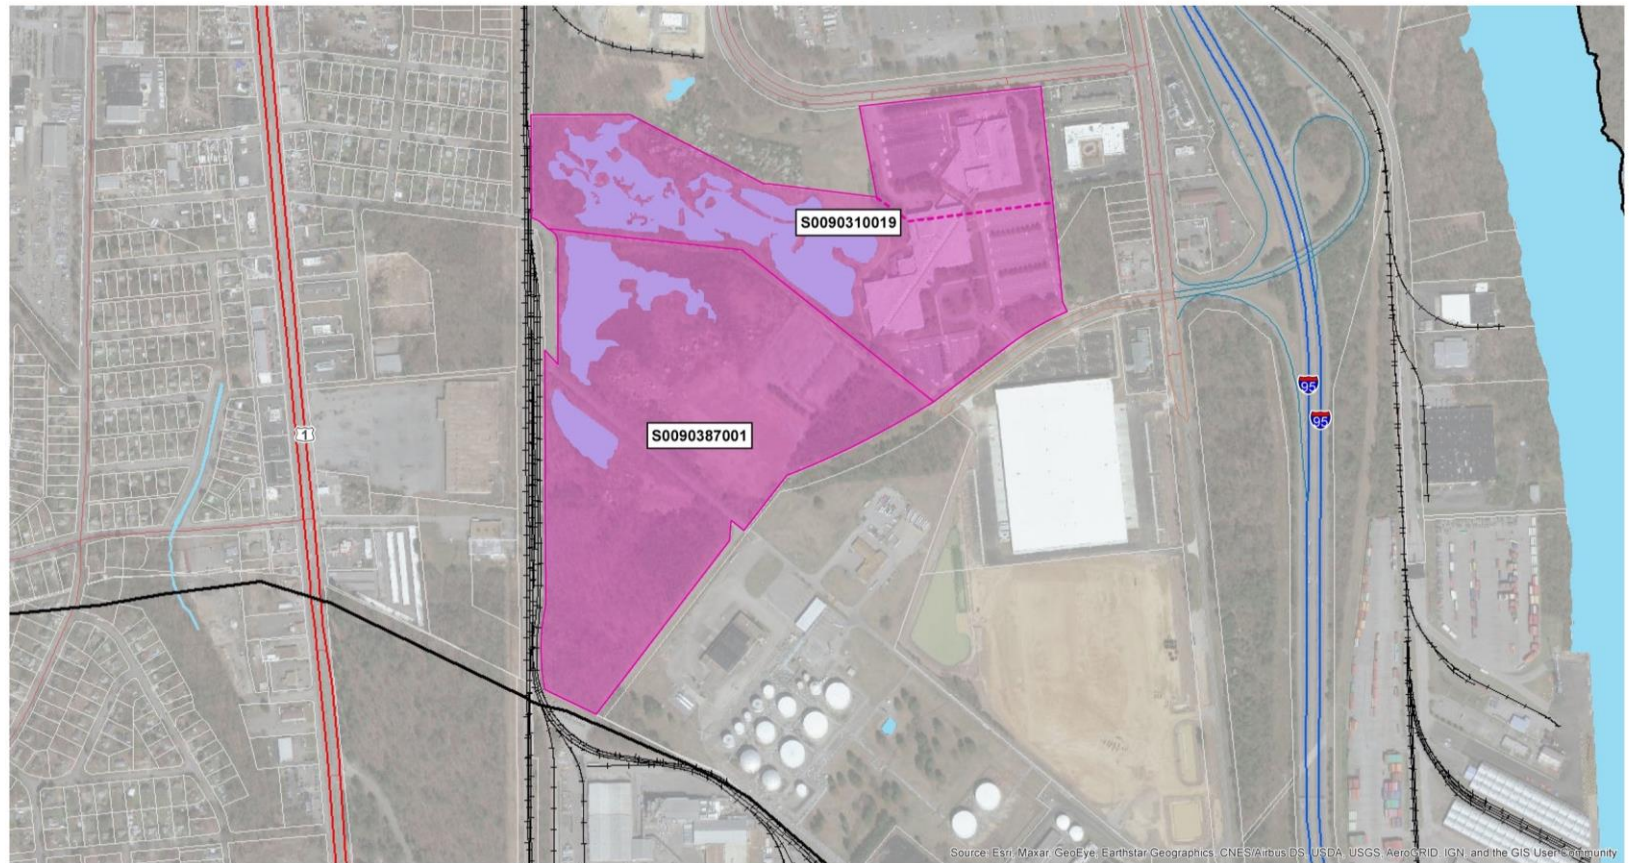 S0090310019
95
95
1
S0090387001
Source: Esri, Maxar, GeoEye, Earthstar Geographics, CNES/Airbus DS, USDA, USGS, AeroGRID, IGN, and the GIS User Community